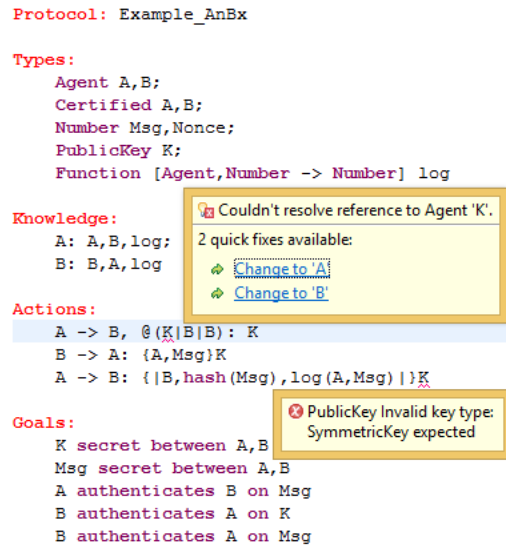 Protocol: Example_AnBx
Types:
Agent A,B;
Certified A,B;
Number Msg,Nonce;
PublicKey K;
Function [Agent,Number -> Number] log
Couldn't resolve reference to Agent 'K'.
2 quick fixes available:
Change to 'A'
Change to 'B'
Knowledge:
A: A,B,log;
B: B,A,log
Actions:
A -> B, @(K|B|B): K
B -> A: {A,Msg}K
A -> B: {|B,hash(Msg),log(A,Msg)|}K
PublicKey Invalid key type:
SymmetricKey expected
Goals:
K secret between A,B
Msg secret between A,B
A authenticates B on Msg
B authenticates A on K
B authenticates A on Msg